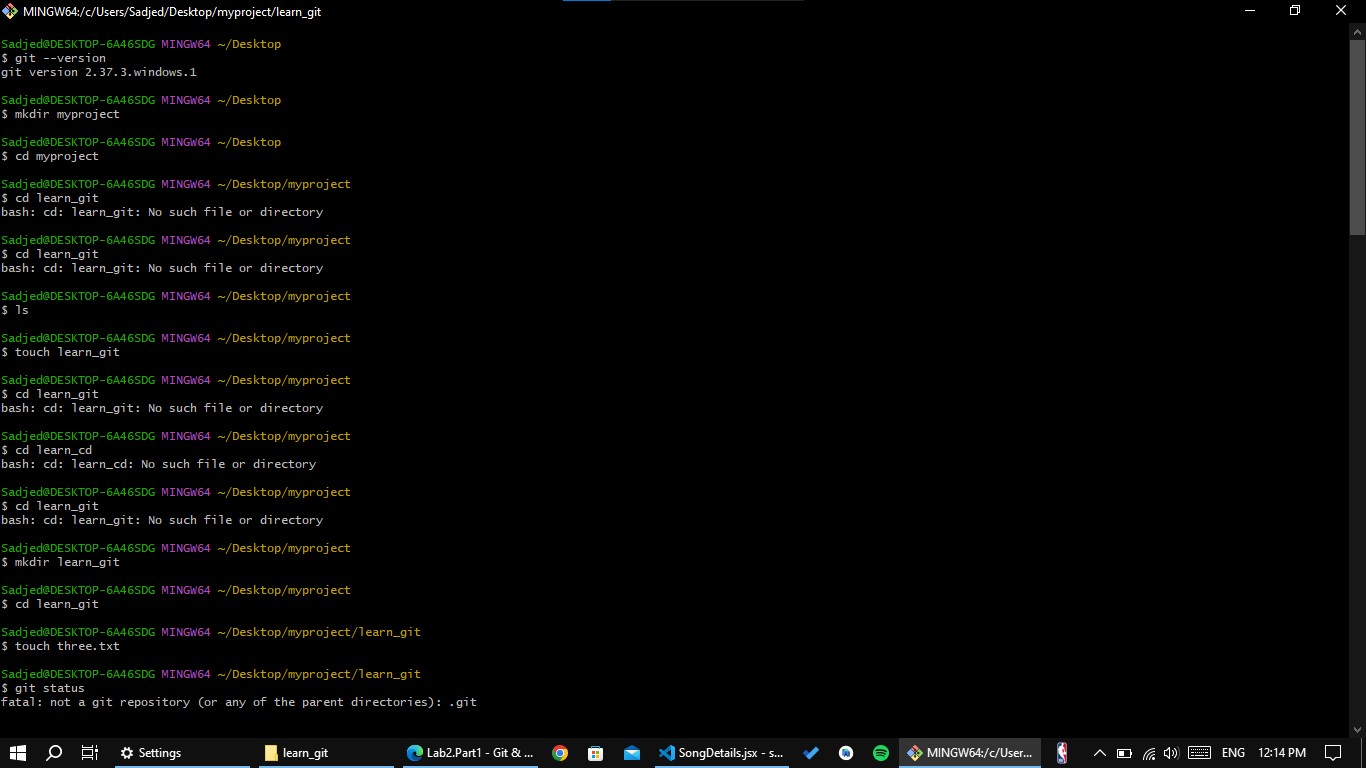 MINGW64:/c/Users/Sadjed/Desktop/myproject/learn_git
Sadjed@DESKTOP-6A46SDG MINGW64 ~/Desktop
$ git --version
git version 2.37.3.windows.1
Sadjed@DESKTOP-6A46SDG MINGW64 ~/Desktop
$ mkdir myproject
Sadjed@DESKTOP-6A46SDG MINGW64 ~/Desktop
$ cd myproject
Sadjed@DESKTOP-6A46SDG MINGW64 ~/Desktop/myproject
$ cd learn_git
bash: cd: learn_git: No such file or directory
Sadjed@DESKTOP-6A46SDG MINGW64 ~/Desktop/myproject
$ cd learn_git
bash: cd: learn_git: No such file or directory
Sadjed@DESKTOP-6A46SDG MINGW64 ~/Desktop/myproject
$ ls
Sadjed@DESKTOP-6A46SDG MINGW64 ~/Desktop/myproject
$ touch learn_git
Sadjed@DESKTOP-6A46SDG MINGW64 ~/Desktop/myproject
$ cd learn_git
bash: cd: learn_git: No such file or directory
Sadjed@DESKTOP-6A46SDG MINGW64 ~/Desktop/myproject
$ cd learn_cd
bash: cd: learn_cd: No such file or directory
Sadjed@DESKTOP-6A46SDG MINGW64 ~/Desktop/myproject
$ cd learn_git
bash: cd: learn_git: No such file or directory
Sadjed@DESKTOP-6A46SDG MINGW64 ~/Desktop/myproject
$ mkdir learn_git
Sadjed@DESKTOP-6A46SDG MINGW64 ~/Desktop/myproject
$ cd learn_git
Sadjed@DESKTOP-6A46SDG MINGW64 ~/Desktop/myproject/learn_git
$ touch three.txt
Sadjed@DESKTOP-6A46SDG MINGW64 ~/Desktop/myproject/learn_git
$ git status
fatal: not a git repository (or any of the parent directories): .git
Settings learn_git Lab2.Part1 - Git & ... SongDetails.jsx - s... MINGW64:/c/User... ENG 12:14 PM